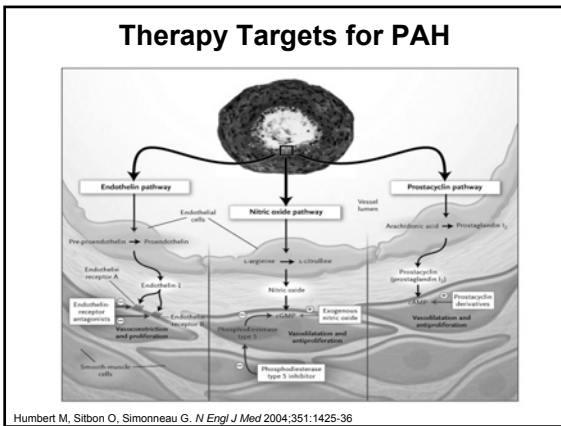 Therapy Targets for PAH
Endothelin pathway
Nitric oxide pathway
Prostacyclin pathway
Vessel
lumen
Endothelial
cells
Arachidonic acid
Prostaglandin I₂
Pre-proendothelin
Proendothelin
L-arginine
L-citrulline
Endothelin
receptor A
Endothelin-1
Nitric oxide
Prostacyclin
(prostaglandin I₂)
Endothelin-
receptor
antagonists
Endothelin
receptor B
Vasoconstriction
and proliferation
cGMP
Exogenous
nitric oxide
cAMP
Prostacyclin
derivatives
Phosphodiesterase
type 5
Vasodilatation and
antiproliferation
Vasodilatation
and
antiproliferation
Smooth-muscle
cells
Phosphodiesterase
type 5 inhibitor
Humbert M, Sitbon O, Simonneau G. N Engl J Med 2004;351:1425-36